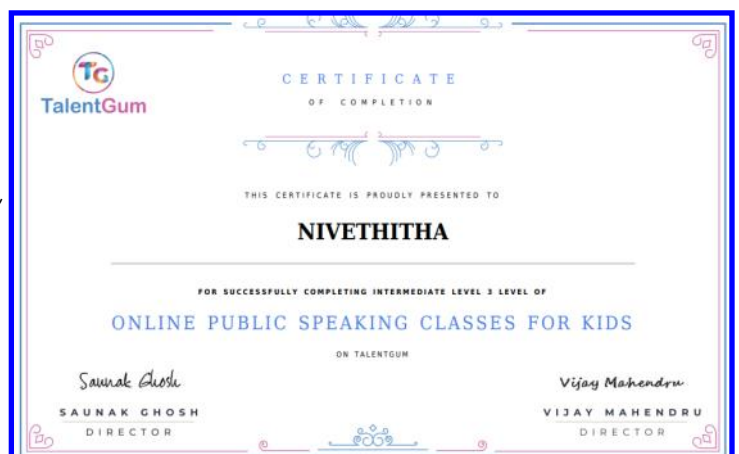 TG
TalentGum
CERTIFICATE
OF COMPLETION
THIS CERTIFICATE IS PROUDLY PRESENTED TO
NIVETHITHA
FOR SUCCESSFULLY COMPLETING INTERMEDIATE LEVEL 3 LEVEL OF
ONLINE PUBLIC SPEAKING CLASSES FOR KIDS
ON TALENTGUM
Saunak Ghosh
SAUNAK GHOSH
DIRECTOR
Vijay Mahendru
VIJAY MAHENDRU
DIRECTOR